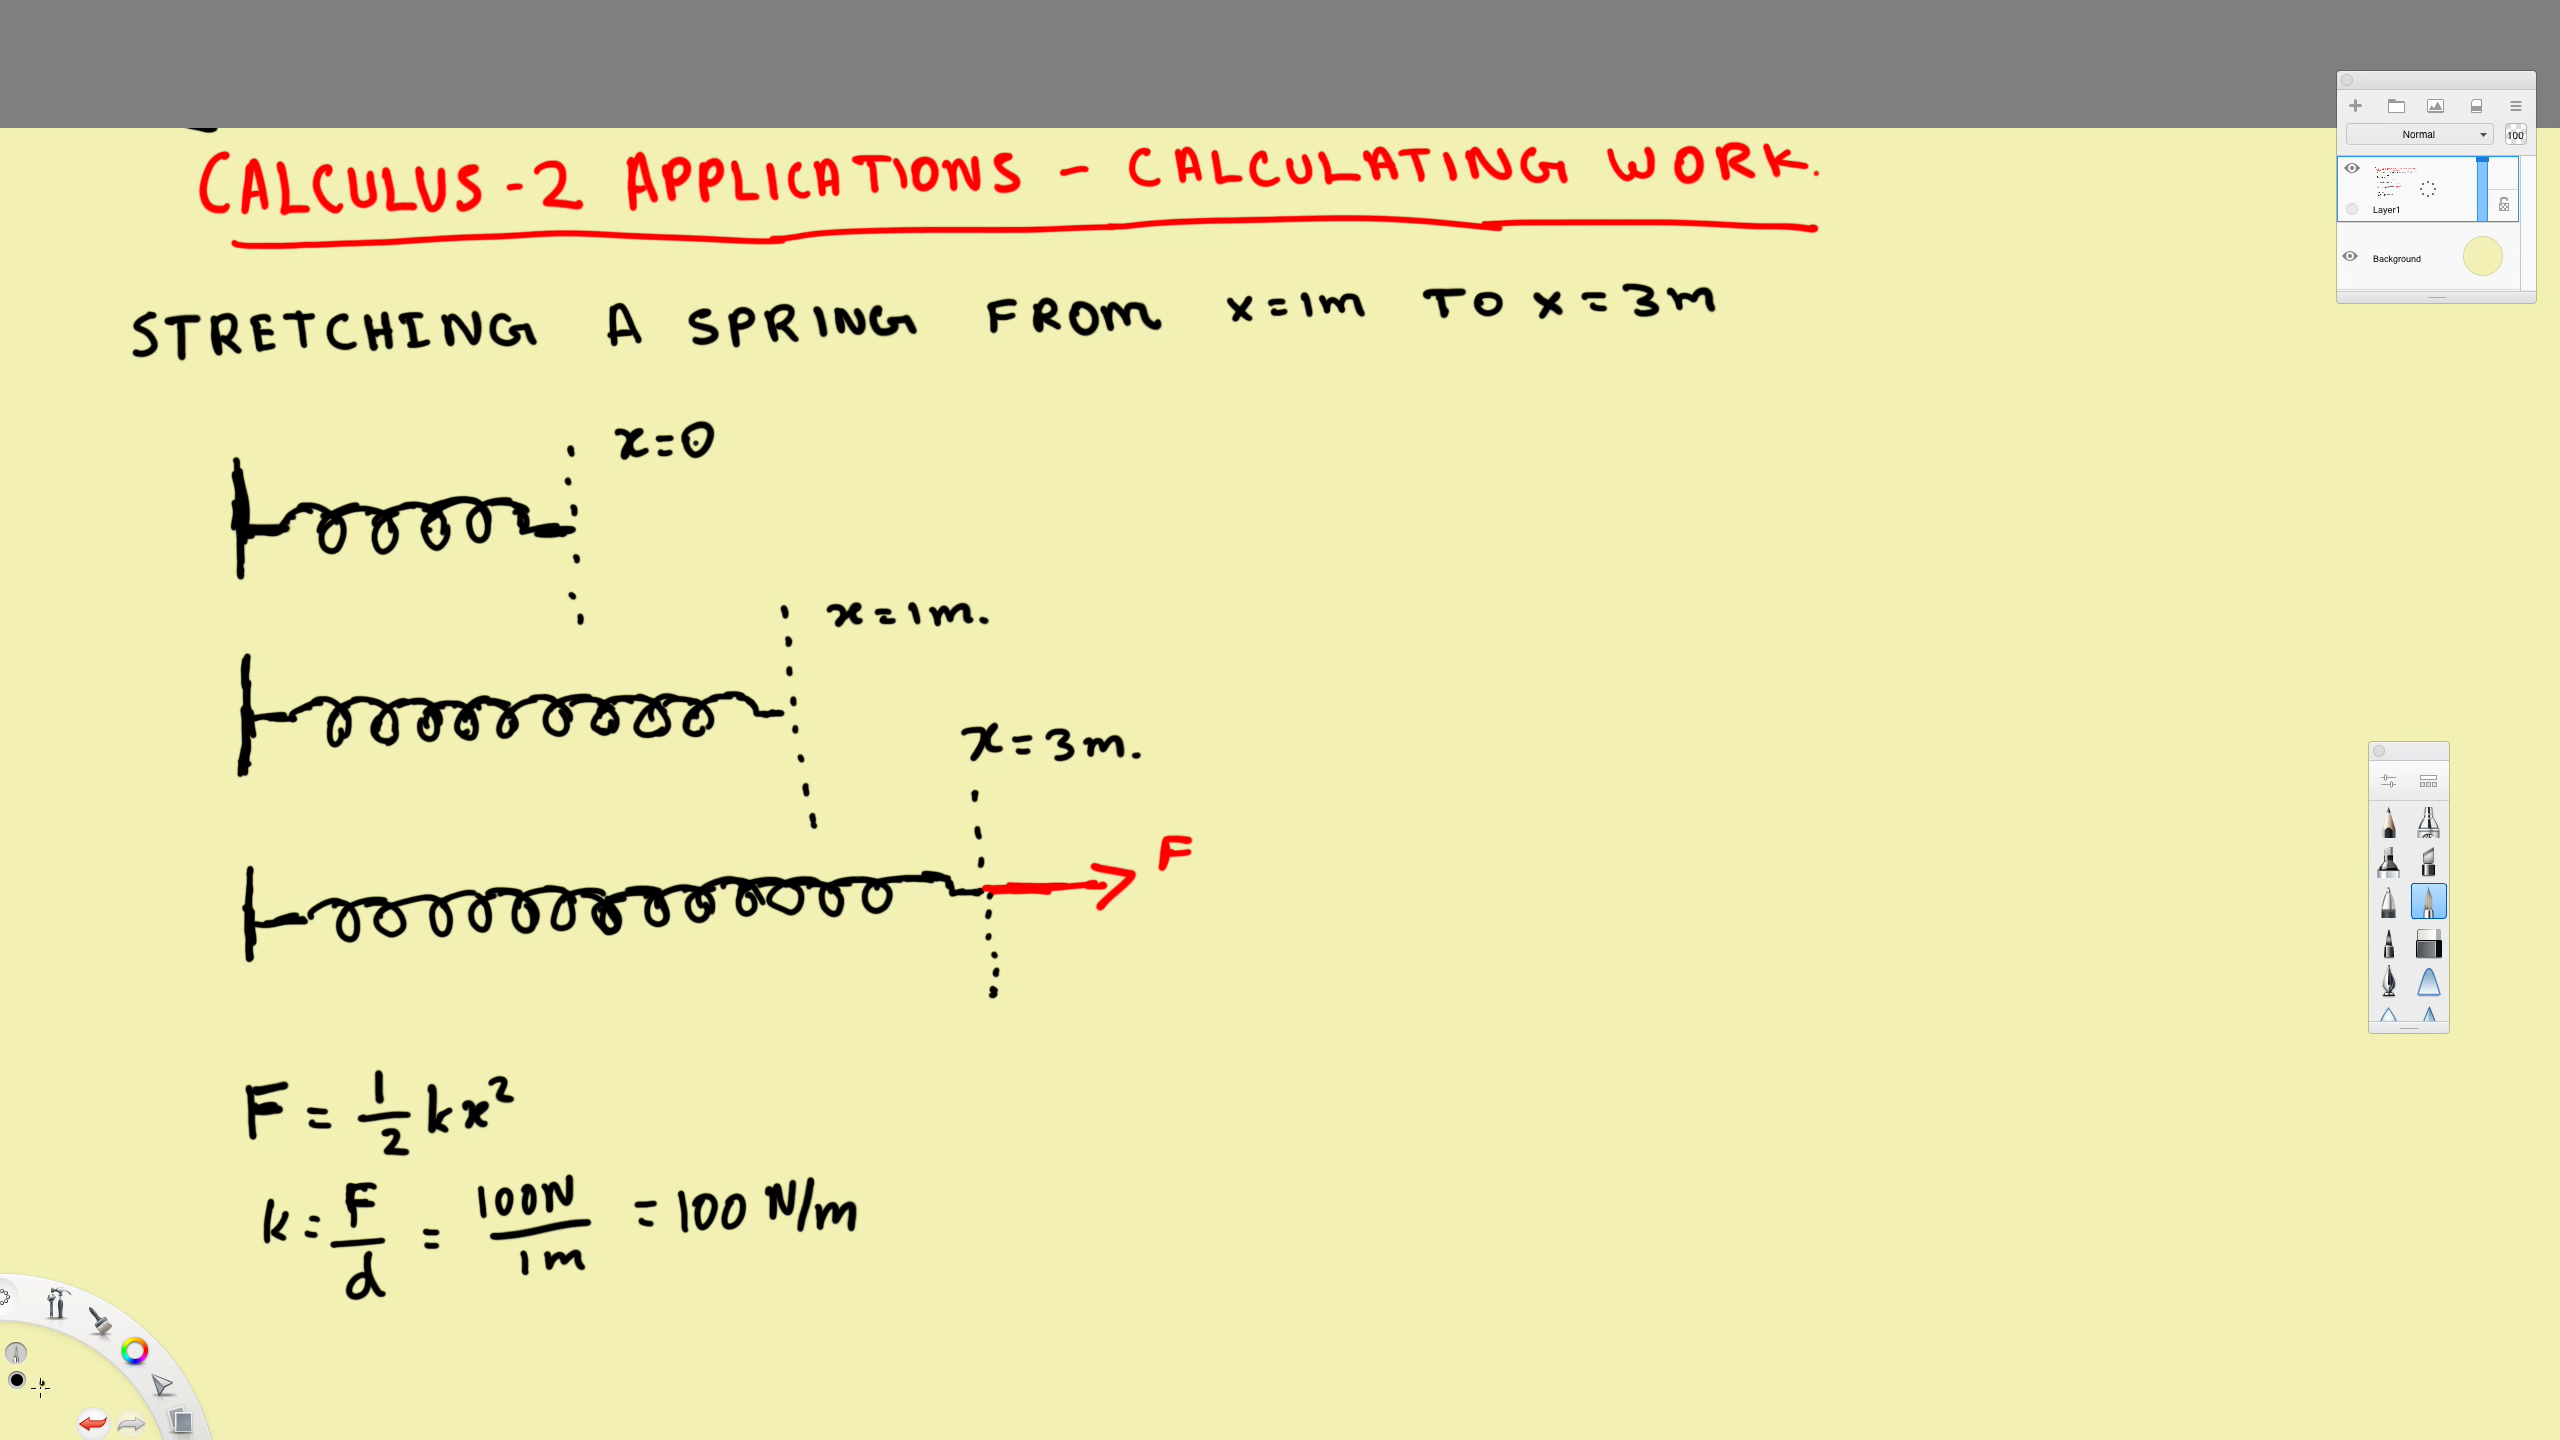 CALCULUS-2 APPLICATIONS - CALCULATING WORK.
STRETCHING A SPRING FROM x=1m TO x=3m
x=0
x=1m.
x=3m.
F
F = 1/2 kx²
k = F/d = 100N/1m = 100 N/m
Normal
100
Layer1
Background